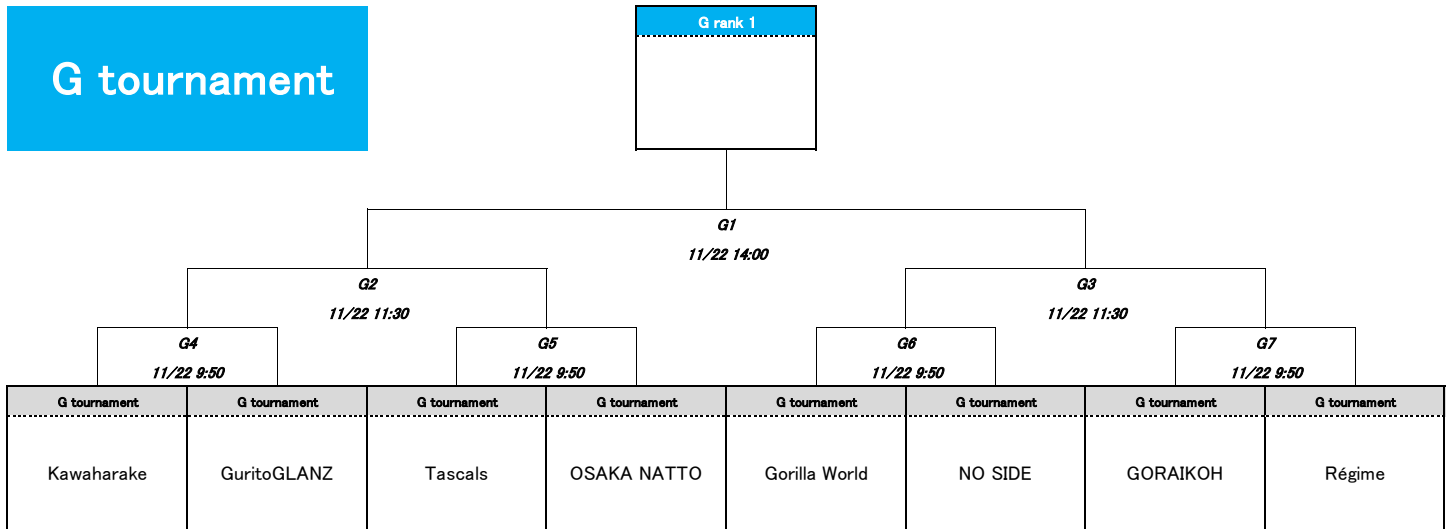 G tournament
G rank 1
G1
11/22 14:00
G2
G3
11/22 11:30
11/22 11:30
G4
G5
G6
G7
11/22 9:50
11/22 9:50
11/22 9:50
11/22 9:50
G tournament
G tournament
G tournament
G tournament
G tournament
G tournament
G tournament
G tournament
Kawaharake
GuritoGLANZ
Tascals
OSAKA NATTO
Gorilla World
NO SIDE
GORAIKOH
Régime